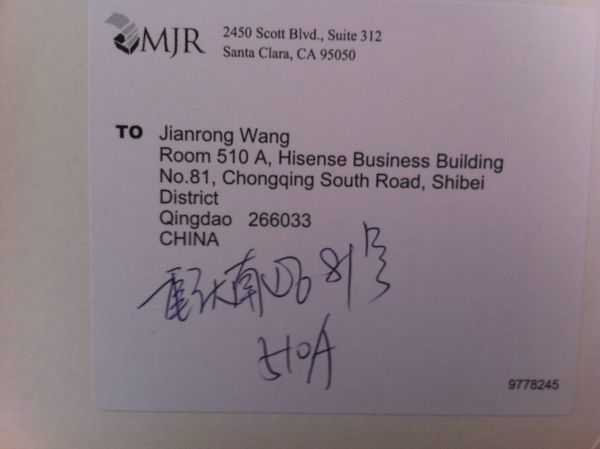 MJR
2450 Scott Blvd., Suite 312
Santa Clara, CA 95050
TO Jianrong Wang
Room 510 A, Hisense Business Building
No.81, Chongqing South Road, Shibei
District
Qingdao 266033
CHINA
重庆南路81号
510A
9778245